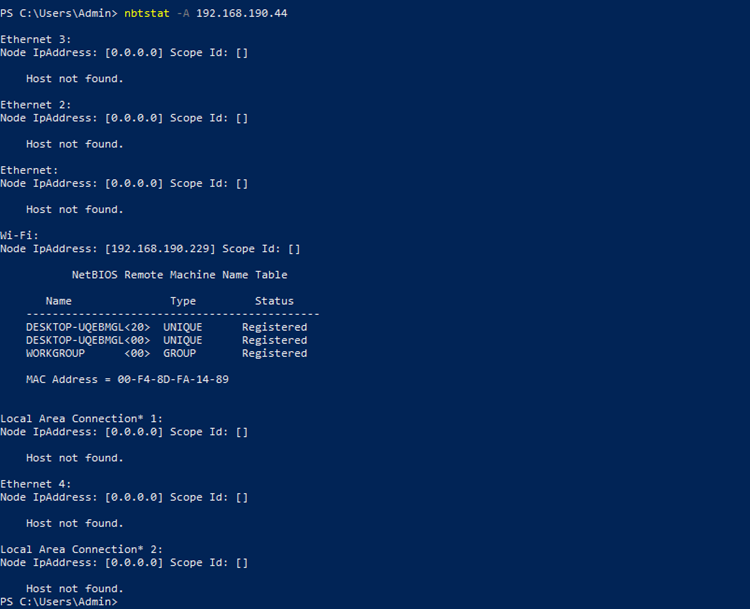 PS C:\Users\Admin> nbtstat -A 192.168.190.44
Ethernet 3:
Node IpAddress: [0.0.0.0] Scope Id: []
Host not found.
Ethernet 2:
Node IpAddress: [0.0.0.0] Scope Id: []
Host not found.
Ethernet:
Node IpAddress: [0.0.0.0] Scope Id: []
Host not found.
Wi-Fi:
Node IpAddress: [192.168.190.229] Scope Id: []
NetBIOS Remote Machine Name Table
Name Type Status
---------------------------------------------
DESKTOP-UQEBMGL<20> UNIQUE Registered
DESKTOP-UQEBMGL<00> UNIQUE Registered
WORKGROUP <00> GROUP Registered
MAC Address = 00-F4-8D-FA-14-89
Local Area Connection* 1:
Node IpAddress: [0.0.0.0] Scope Id: []
Host not found.
Ethernet 4:
Node IpAddress: [0.0.0.0] Scope Id: []
Host not found.
Local Area Connection* 2:
Node IpAddress: [0.0.0.0] Scope Id: []
Host not found.
PS C:\Users\Admin>